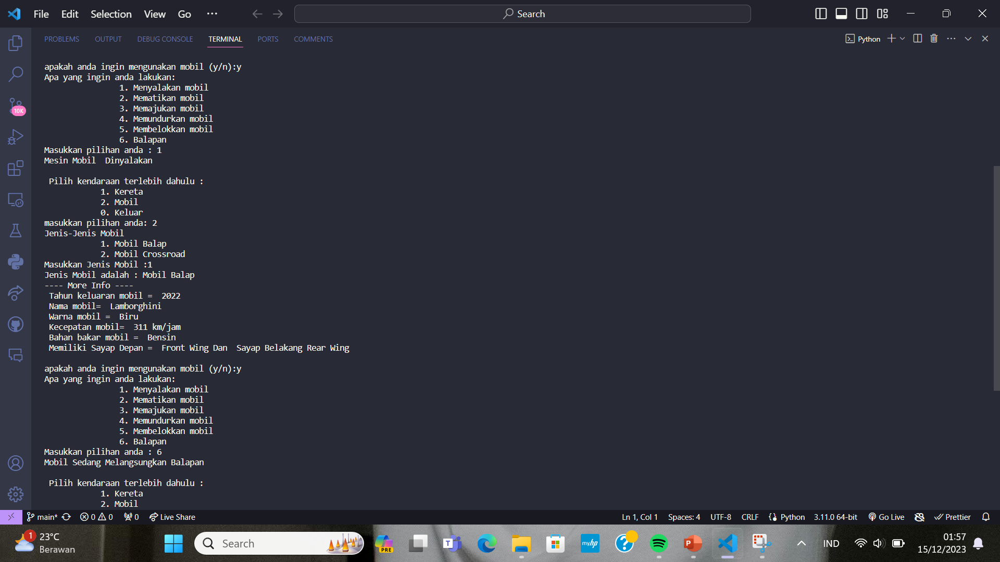 File Edit Selection View Go ··· Search
PROBLEMS OUTPUT DEBUG CONSOLE TERMINAL PORTS COMMENTS Python
apakah anda ingin mengunakan mobil (y/n):y
Apa yang ingin anda lakukan:
1. Menyalakan mobil
2. Mematikan mobil
3. Memajukan mobil
4. Memundurkan mobil
5. Membelokkan mobil
6. Balapan
Masukkan pilihan anda : 1
Mesin Mobil  Dinyalakan
Pilih kendaraan terlebih dahulu :
1. Kereta
2. Mobil
0. Keluar
masukkan pilihan anda: 2
Jenis-Jenis Mobil
1. Mobil Balap
2. Mobil Crossroad
Masukkan Jenis Mobil :1
Jenis Mobil adalah : Mobil Balap
---- More Info ----
Tahun keluaran mobil =  2022
Nama mobil=  Lamborghini
Warna mobil =  Biru
Kecepatan mobil=  311 km/jam
Bahan bakar mobil =  Bensin
Memiliki Sayap Depan =  Front Wing Dan  Sayap Belakang Rear Wing
apakah anda ingin mengunakan mobil (y/n):y
Apa yang ingin anda lakukan:
1. Menyalakan mobil
2. Mematikan mobil
3. Memajukan mobil
4. Memundurkan mobil
5. Membelokkan mobil
6. Balapan
Masukkan pilihan anda : 6
Mobil Sedang Melangsungkan Balapan
Pilih kendaraan terlebih dahulu :
1. Kereta
2. Mobil
10K
main* 0 0 0 Live Share Ln 1, Col 1 Spaces: 4 UTF-8 CRLF Python 3.11.0 64-bit Go Live Prettier
1 23°C
Berawan
Search
PRE
T
myhp
?
P
IND
01:57
15/12/2023